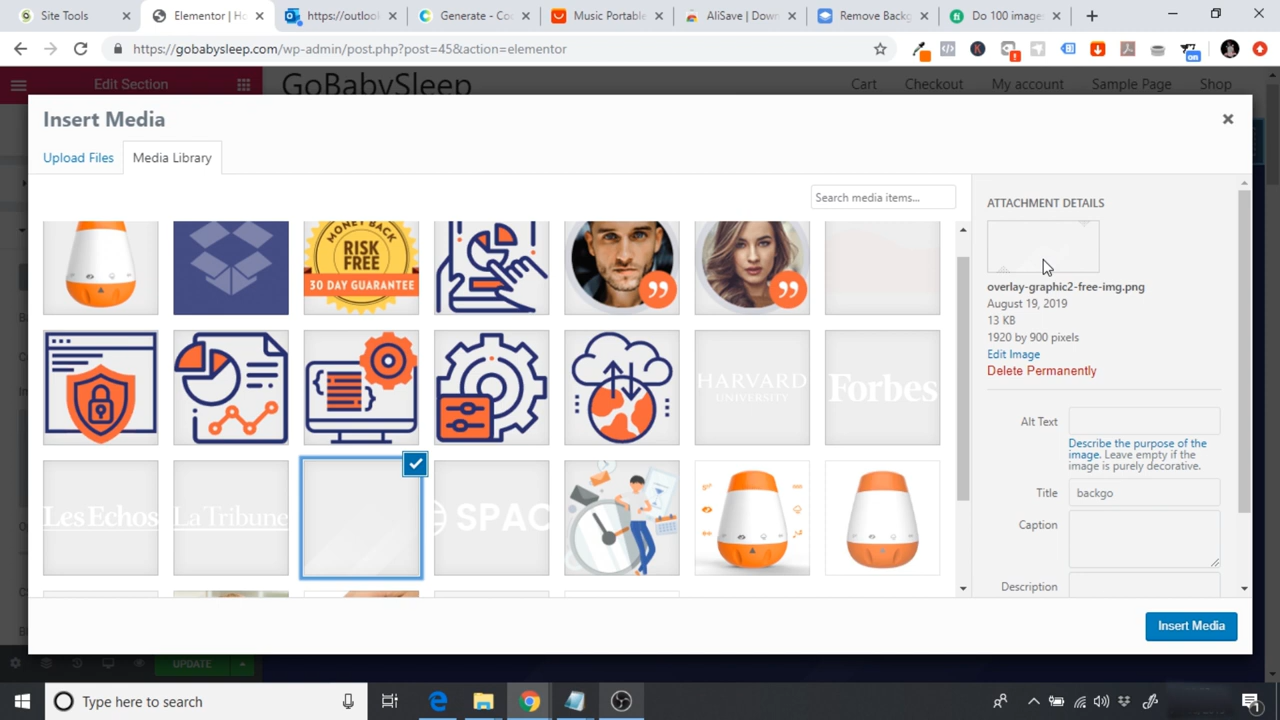 Site Tools
Elementor | Ho
https://outlook
Generate - Co
Music Portable
AliSave | Down
Remove Backg
Do 100 image
https://gobabysleep.com/wp-admin/post.php?post=45&action=elementor
on
Edit Section
GoBabySleep
Cart
Checkout
My account
Sample Page
Shop
Insert Media
Upload Files
Media Library
Search media items...
MONEY BACK
RISK
FREE
30 DAY GUARANTEE
HARVARD
UNIVERSITY
Forbes
Les Echos
La Tribune
SPAC
ATTACHMENT DETAILS
overlay-graphic2-free-img.png
August 19, 2019
13 KB
1920 by 900 pixels
Edit Image
Delete Permanently
Alt Text
Describe the purpose of the
image. Leave empty if the
image is purely decorative.
Title
backgo
Caption
Description
Insert Media
UPDATE
Type here to search